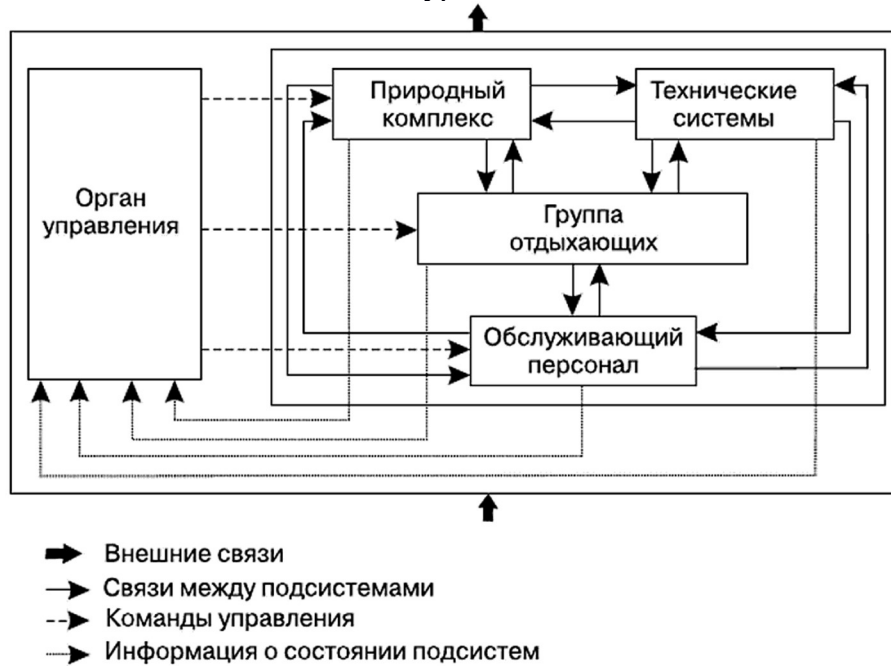 Природный
комплекс
Технические
системы
Орган
управления
Группа
отдыхающих
Обслуживающий
персонал
Внешние связи
Связи между подсистемами
Команды управления
Информация о состоянии подсистем